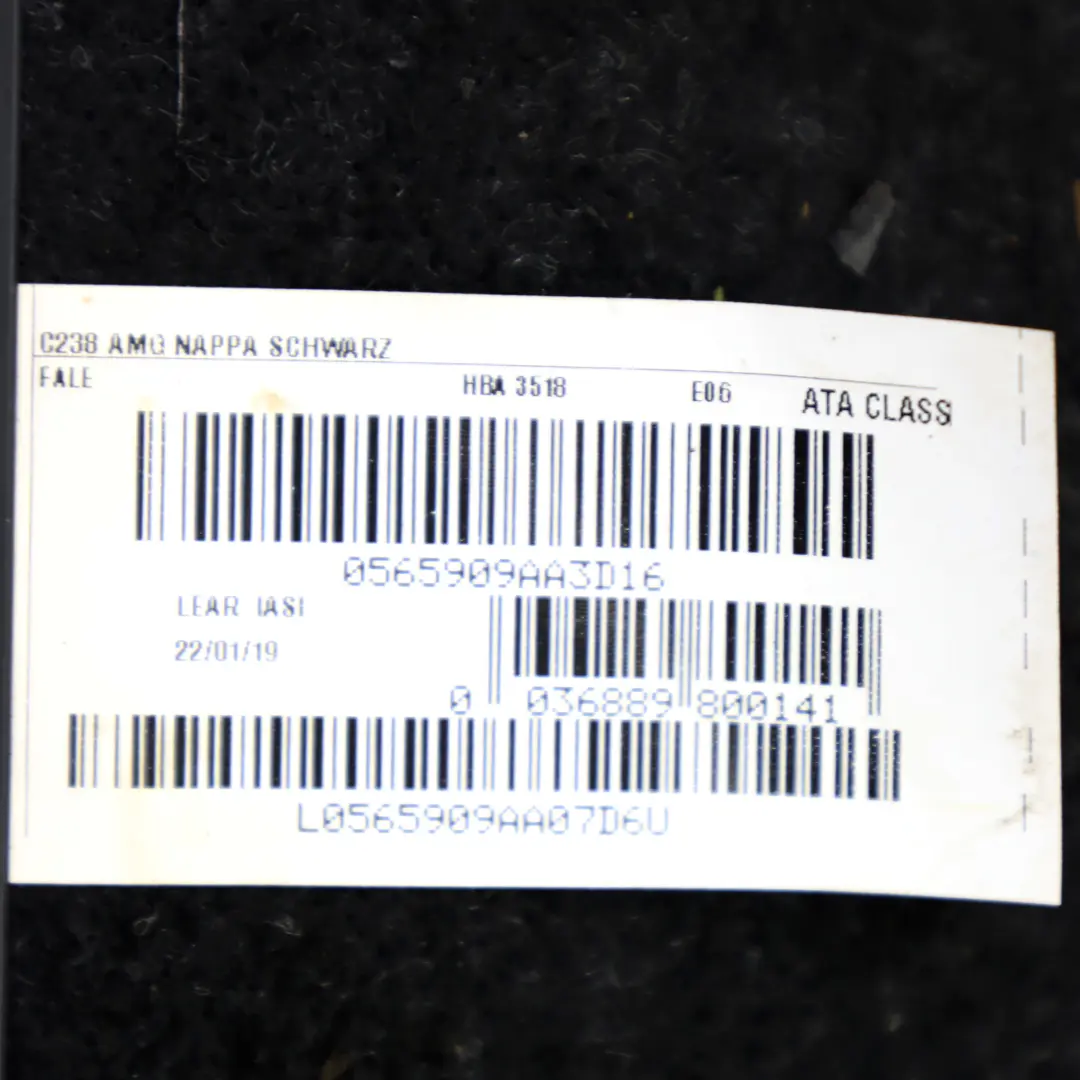 C238 AMG NAPPA SCHWARZ
FALE HBA 3518 E06 ATA CLASS
0565909AA3D16
LEAR IASI
22/01/19
0 036889 800141
L0565909AA07D6U